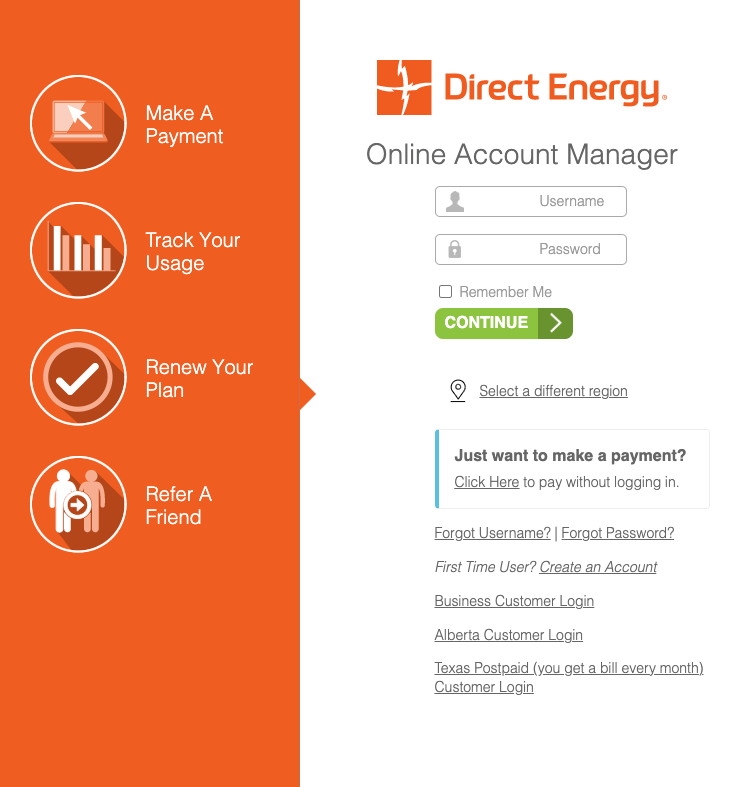 Make A
Payment
Track Your
Usage
Renew Your
Plan
Refer A
Friend
Direct Energy®
Online Account Manager
Username
Password
Remember Me
CONTINUE
Select a different region
Just want to make a payment?
Click Here to pay without logging in.
Forgot Username? | Forgot Password?
First Time User? Create an Account
Business Customer Login
Alberta Customer Login
Texas Postpaid (you get a bill every month)
Customer Login